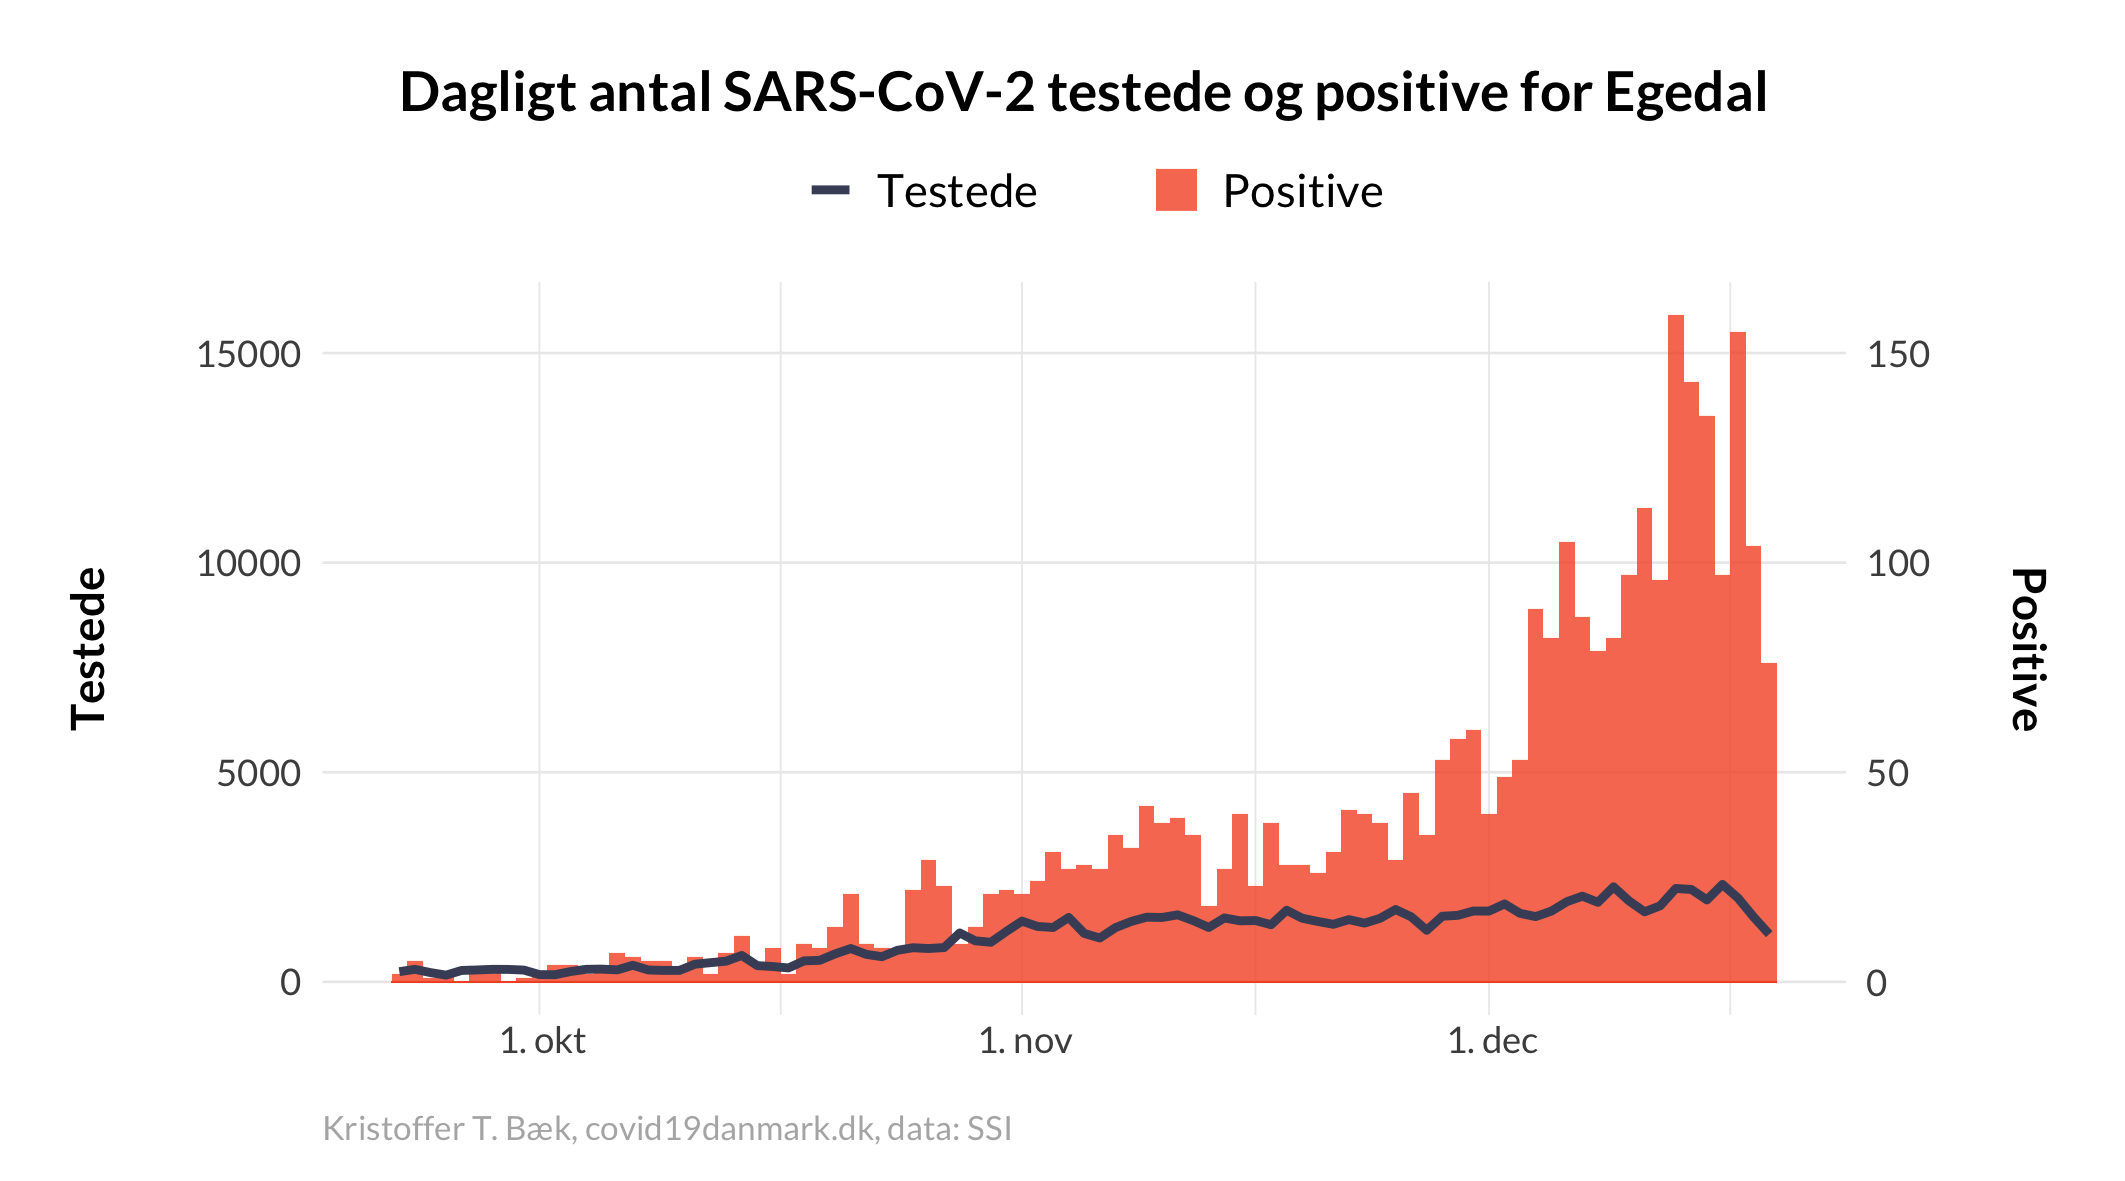 Dagligt antal SARS-CoV-2 testede og positive for Egedal
Testede
Positive
15000
10000
5000
0
Testede
150
100
50
0
Positive
1. okt
1. nov
1. dec
Kristoffer T. Bæk, covid19danmark.dk, data: SSI